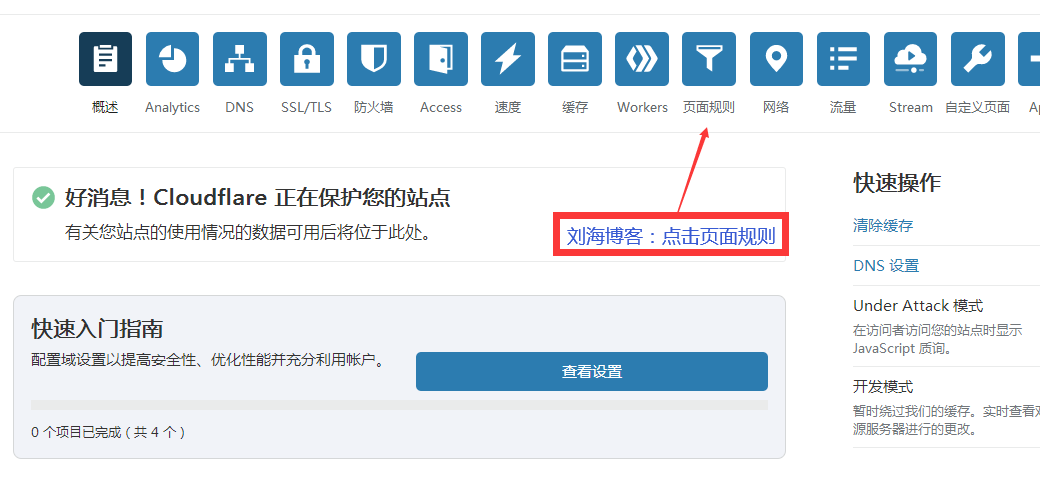 概述 Analytics DNS SSL/TLS 防火墙 Access 速度 缓存 Workers 页面规则 网络 流量 Stream 自定义页面
好消息！Cloudflare 正在保护您的站点
有关您站点的使用情况的数据可用后将位于此处。
刘海博客：点击页面规则
快速入门指南
配置域设置以提高安全性、优化性能并充分利用帐户。
查看设置
0 个项目已完成 ( 共 4 个 )
快速操作
清除缓存
DNS 设置
Under Attack 模式
在访问者访问您的站点时显示
JavaScript 质询。
开发模式
暂时绕过我们的缓存。实时查看
源服务器进行的更改。